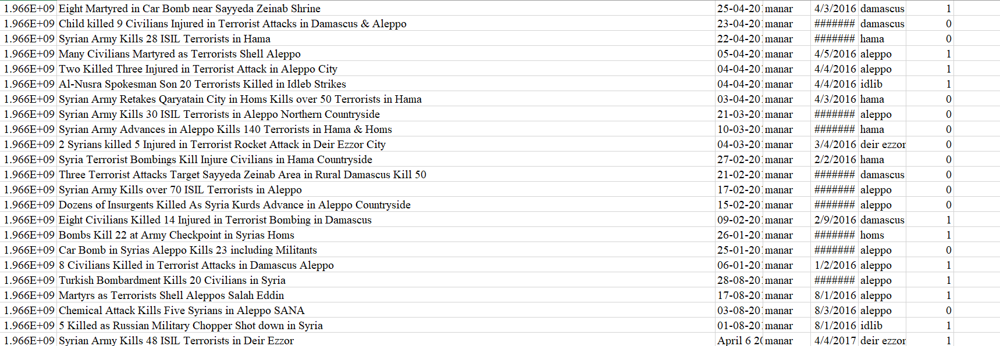 1.966E+09 Eight Martyred in Car Bomb near Sayyeda Zeinab Shrine 25-04-201 manar 4/3/2016 damascus 1
1.966E+09 Child killed 9 Civilians Injured in Terrorist Attacks in Damascus & Aleppo 23-04-201 manar ####### damascus 0
1.966E+09 Syrian Army Kills 28 ISIL Terrorists in Hama 22-04-201 manar ####### hama 0
1.966E+09 Many Civilians Martyred as Terrorists Shell Aleppo 05-04-201 manar 4/5/2016 aleppo 1
1.966E+09 Two Killed Three Injured in Terrorist Attack in Aleppo City 04-04-201 manar 4/4/2016 aleppo 1
1.966E+09 Al-Nusra Spokesman Son 20 Terrorists Killed in Idleb Strikes 04-04-201 manar 4/4/2016 idlib 1
1.966E+09 Syrian Army Retakes Qaryatain City in Homs Kills over 50 Terrorists in Hama 03-04-201 manar 4/3/2016 hama 0
1.966E+09 Syrian Army Kills 30 ISIL Terrorists in Aleppo Northern Countryside 21-03-201 manar ####### aleppo 0
1.966E+09 Syrian Army Advances in Aleppo Kills 140 Terrorists in Hama & Homs 10-03-201 manar ####### hama 0
1.966E+09 2 Syrians killed 5 Injured in Terrorist Rocket Attack in Deir Ezzor City 04-03-201 manar 3/4/2016 deir ezzor 0
1.966E+09 Syria Terrorist Bombings Kill Injure Civilians in Hama Countryside 27-02-201 manar 2/2/2016 hama 0
1.966E+09 Three Terrorist Attacks Target Sayyeda Zeinab Area in Rural Damascus Kill 50 21-02-201 manar ####### damascus 0
1.966E+09 Syrian Army Kills over 70 ISIL Terrorists in Aleppo 17-02-201 manar ####### aleppo 0
1.966E+09 Dozens of Insurgents Killed As Syria Kurds Advance in Aleppo Countryside 15-02-201 manar ####### aleppo 0
1.966E+09 Eight Civilians Killed 14 Injured in Terrorist Bombing in Damascus 09-02-201 manar 2/9/2016 damascus 1
1.966E+09 Bombs Kill 22 at Army Checkpoint in Syrias Homs 26-01-201 manar ####### homs 1
1.966E+09 Car Bomb in Syrias Aleppo Kills 23 including Militants 25-01-201 manar ####### aleppo 0
1.966E+09 8 Civilians Killed in Terrorist Attacks in Damascus Aleppo 06-01-201 manar 1/2/2016 aleppo 1
1.966E+09 Turkish Bombardment Kills 20 Civilians in Syria 28-08-201 manar ####### aleppo 1
1.966E+09 Martyrs as Terrorists Shell Aleppos Salah Eddin 17-08-201 manar 8/1/2016 aleppo 1
1.966E+09 Chemical Attack Kills Five Syrians in Aleppo SANA 03-08-201 manar 8/3/2016 aleppo 0
1.966E+09 5 Killed as Russian Military Chopper Shot down in Syria 01-08-201 manar 8/1/2016 idlib 1
1.966E+09 Syrian Army Kills 48 ISIL Terrorists in Deir Ezzor April 6 20 manar 4/4/2017 deir ezzor 1